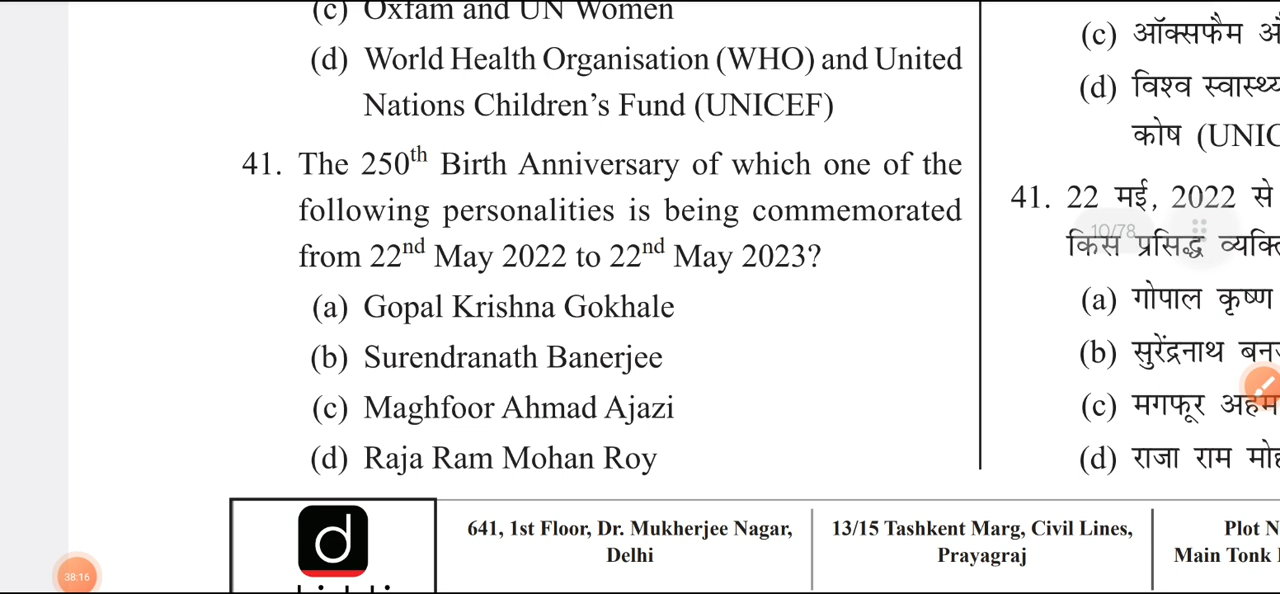 (c) Oxfam and UN Women
(d) World Health Organisation (WHO) and United
Nations Children’s Fund (UNICEF)
41. The 250th Birth Anniversary of which one of the
following personalities is being commemorated
from 22nd May 2022 to 22nd May 2023?
(a) Gopal Krishna Gokhale
(b) Surendranath Banerjee
(c) Maghfoor Ahmad Ajazi
(d) Raja Ram Mohan Roy
(c) ऑक्सफैम
(d) विश्व स्वास्थ्य
कोष (UNIC
41. 22 मई, 2022 से
किस प्रसिद्ध
10/78
(a) गोपाल कृष्ण
(b) सुरेंद्रनाथ
(c) मगफूर
(d) राजा राम
d
641, 1st Floor, Dr. Mukherjee Nagar,
Delhi
13/15 Tashkent Marg, Civil Lines,
Prayagraj
Plot N
Main Tonk
38:16